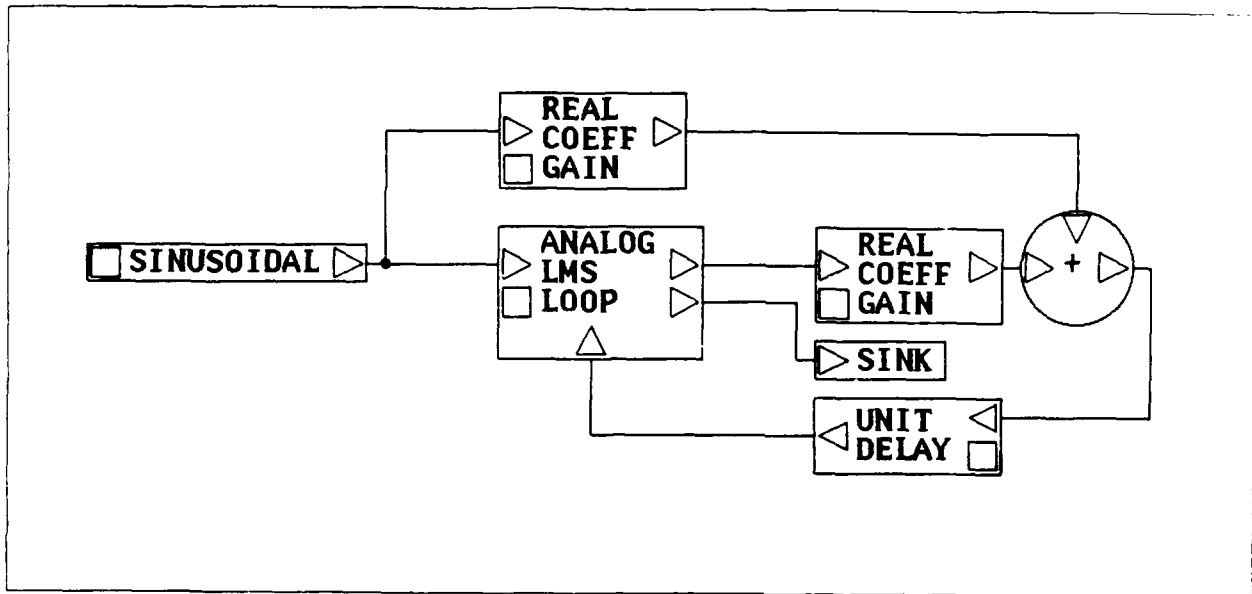 REAL
COEFF
GAIN
SINUSOIDAL
ANALOG
LMS
LOOP
REAL
COEFF
GAIN
+
SINK
UNIT
DELAY